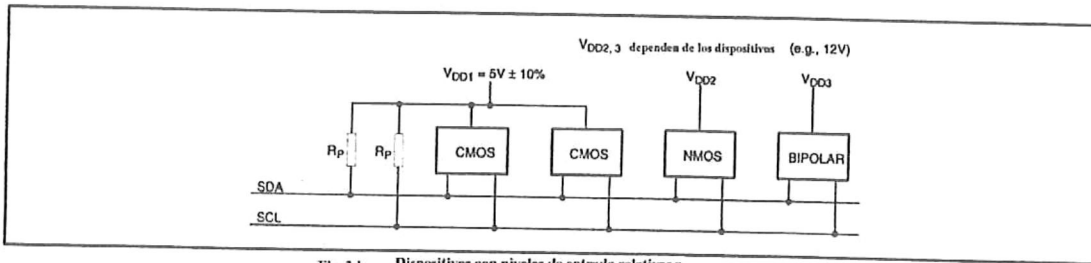 V_DD2, 3 dependen de los dispositivos (e.g., 12V)
V_DD1 = 5V ± 10%
V_DD2
V_DD3
R_P
R_P
CMOS
CMOS
NMOS
BIPOLAR
SDA
SCL
Dispositivos con niveles de entrada